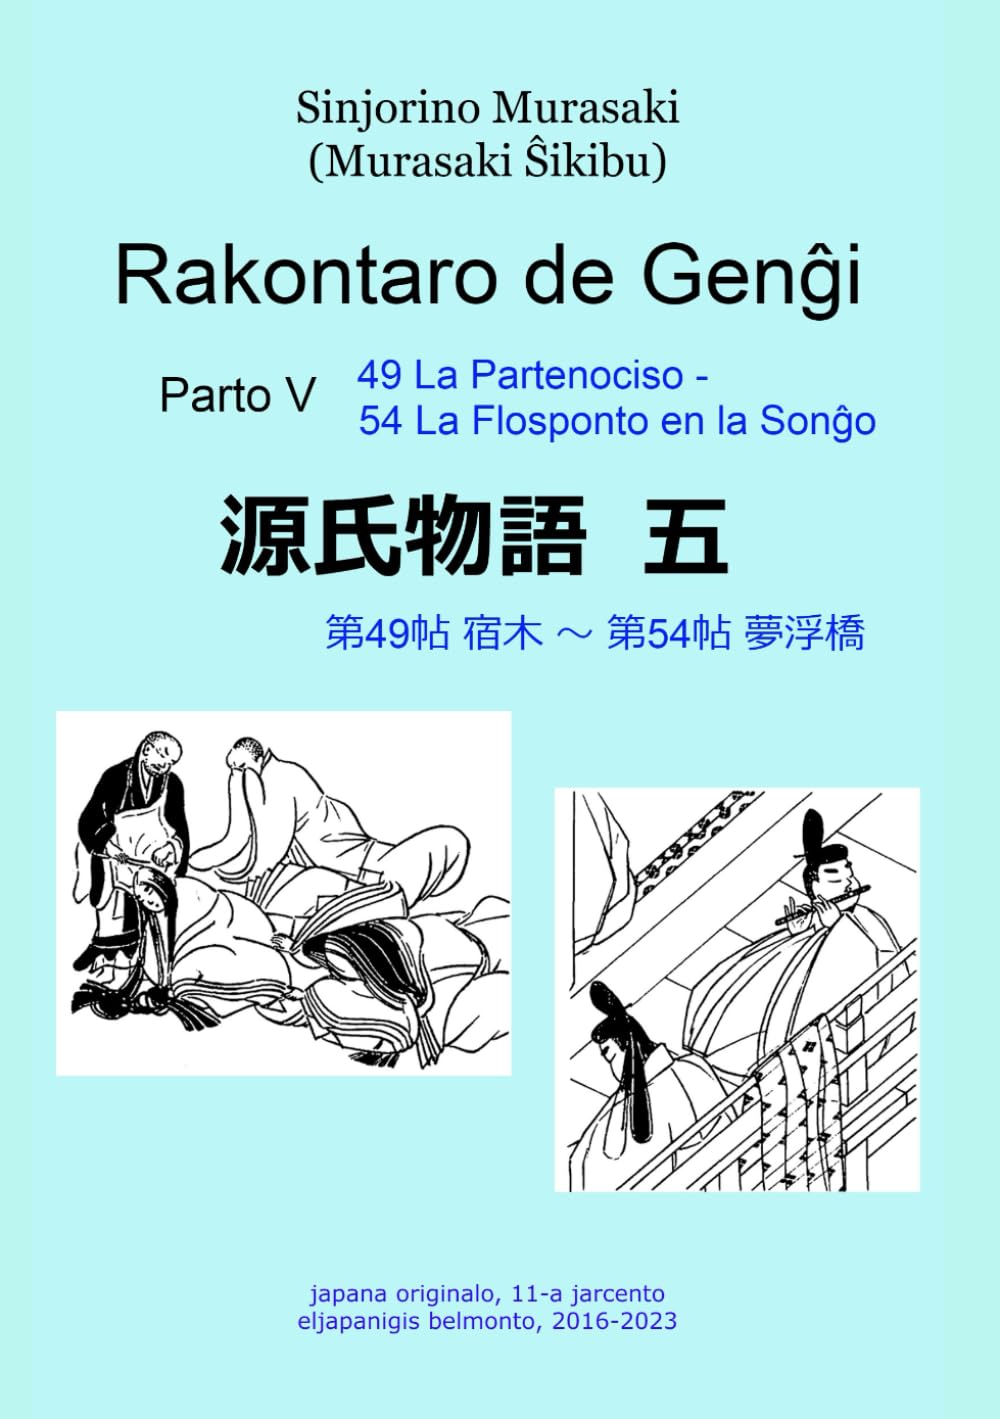 Sinjorino Murasaki
(Murasaki Ŝikibu)
Rakontaro de Genĝi
Parto V
49 La Partenociso -
54 La Flosponto en la Sonĝo
源氏物語 五
第49帖 宿木 ～ 第54帖 夢浮橋
japana originalo, 11-a jarcento
eljapanigis belmonto, 2016-2023